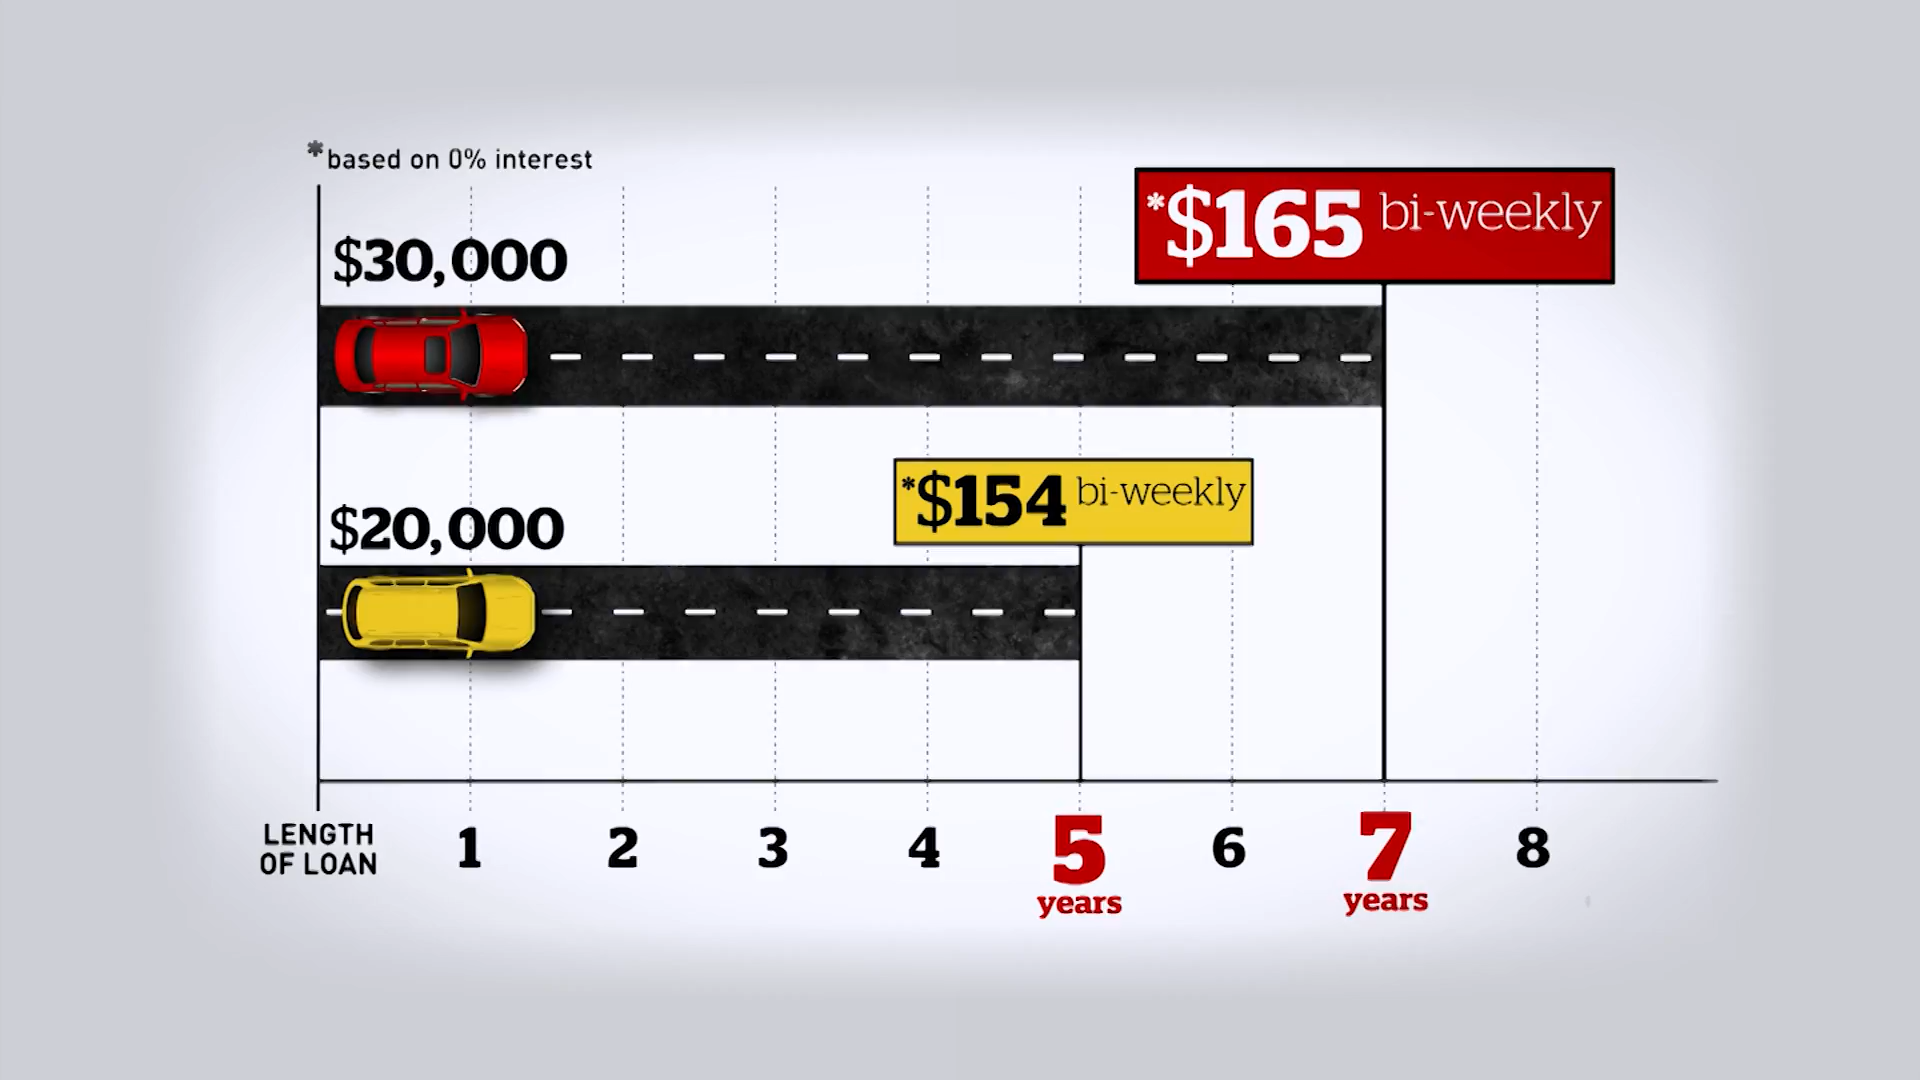 *based on 0% interest
*$165 bi-weekly
$30,000
*$154 bi-weekly
$20,000
LENGTH
OF LOAN
1 2 3 4 5 6 7 8
years years